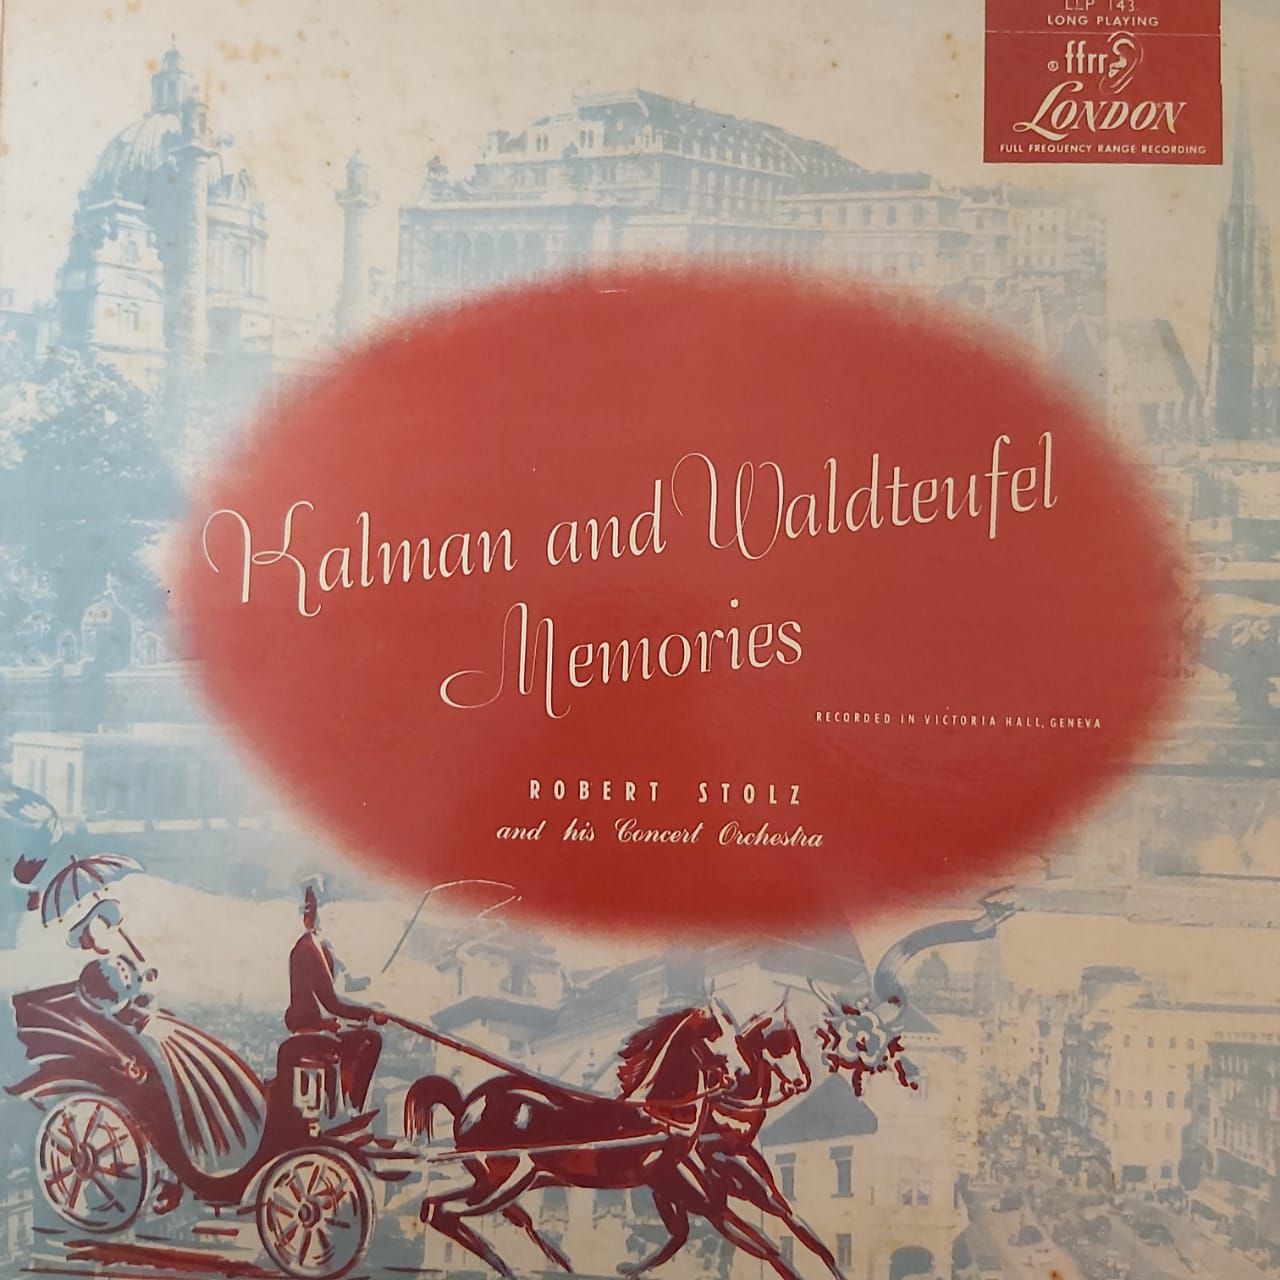 LLP 143
LONG PLAYING
® ffrr
LONDON
FULL FREQUENCY RANGE RECORDING
Kalman and Waldteufel
Memories
RECORDED IN VICTORIA HALL, GENEVA
ROBERT STOLZ
and his Concert Orchestra